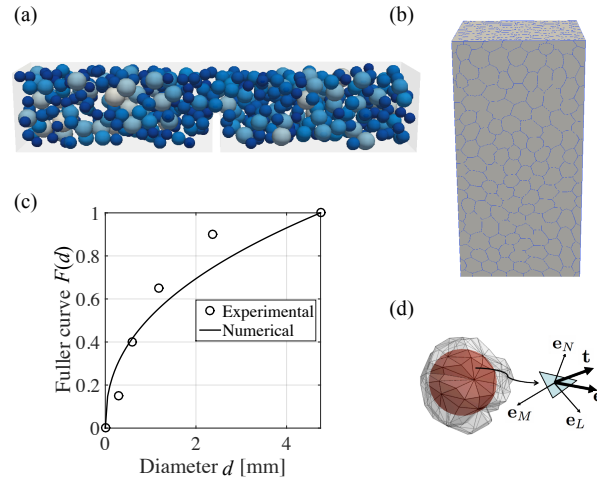 (a)
(b)
(c)
Fuller curve F(d)
1
0.8
0.6
0.4
0.2
0
0
2
4
Diameter d [mm]
Experimental
Numerical
(d)
e_N
t
e
e_M
e_L